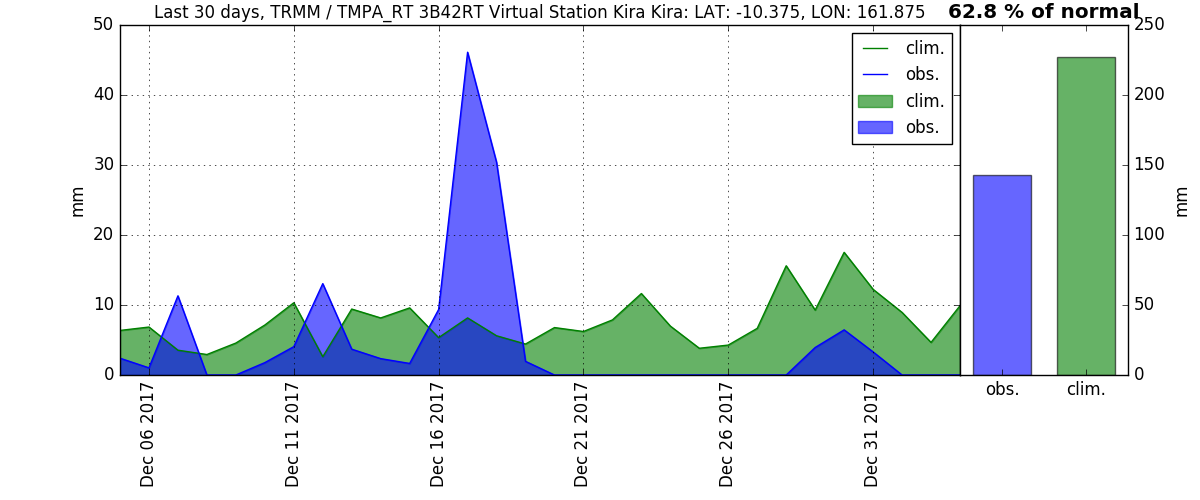 Last 30 days, TRMM / TMPA_RT 3B42RT Virtual Station Kira Kira: LAT: -10.375, LON: 161.875
62.8 % of normal
50
40
30
20
10
0
mm
clim.
obs.
clim.
obs.
250
200
150
100
50
0
mm
obs.
clim.
Dec 06 2017
Dec 11 2017
Dec 16 2017
Dec 21 2017
Dec 26 2017
Dec 31 2017